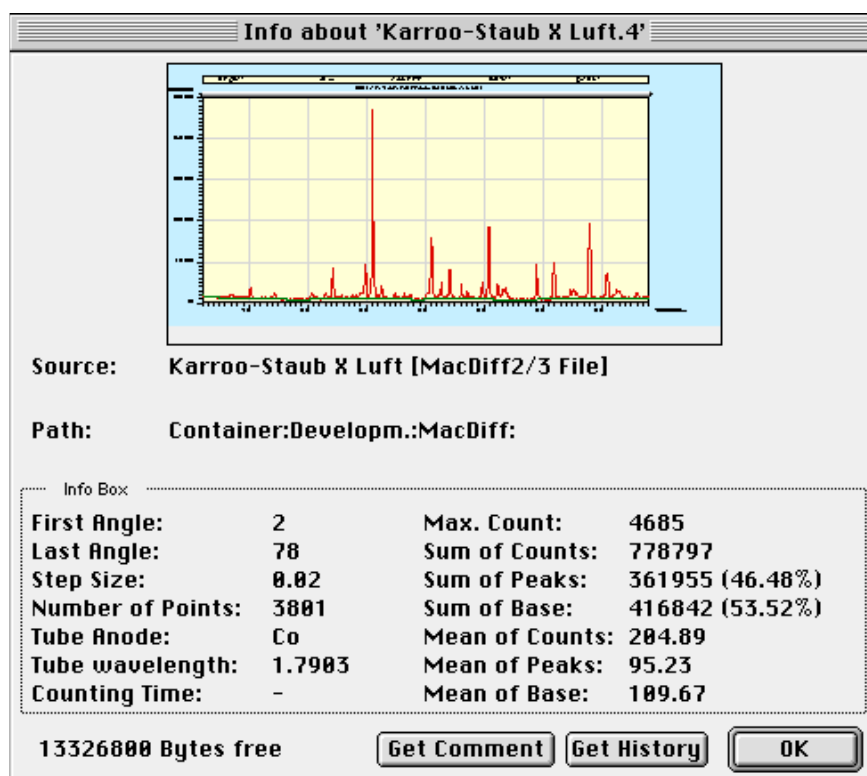 Info about 'Karroo-Staub X Luft.4'
Source: Karroo-Staub X Luft [MacDiff2/3 File]
Path: Container:Developm.:MacDiff:
Info Box
First Angle: 2 Max. Count: 4685
Last Angle: 78 Sum of Counts: 778797
Step Size: 0.02 Sum of Peaks: 361955 (46.48%)
Number of Points: 3801 Sum of Base: 416842 (53.52%)
Tube Anode: Co Mean of Counts: 204.89
Tube wavelength: 1.7903 Mean of Peaks: 95.23
Counting Time: - Mean of Base: 109.67
13326800 Bytes free Get Comment Get History OK